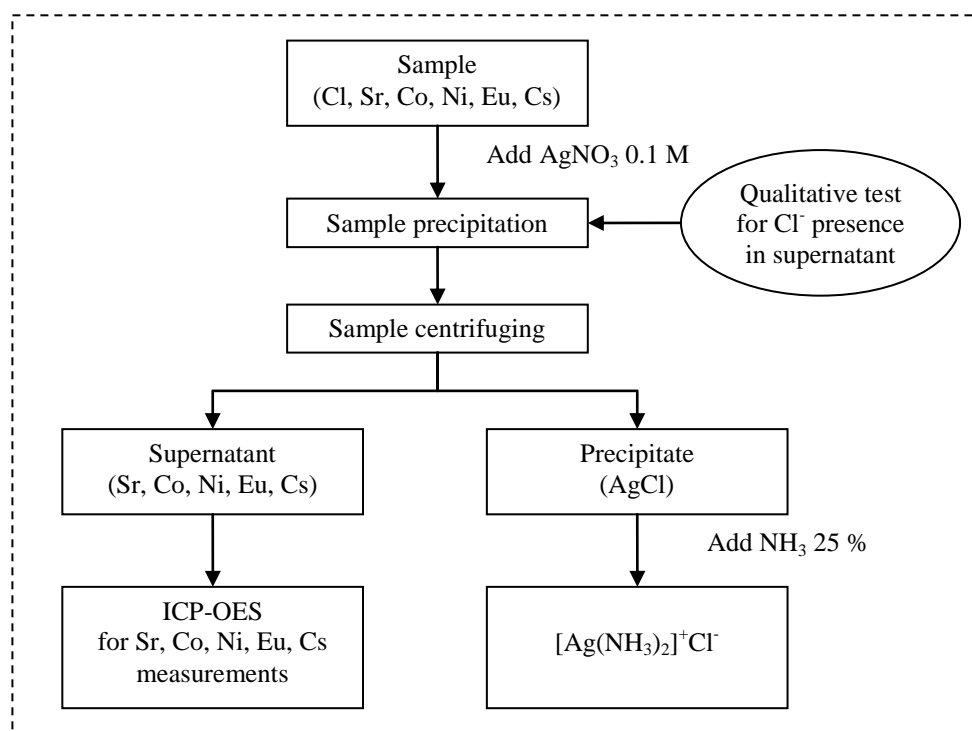 Sample
(Cl, Sr, Co, Ni, Eu, Cs)
Add AgNO₃ 0.1 M
Qualitative test
for Cl⁻ presence
in supernatant
Sample precipitation
Sample centrifuging
Supernatant
(Sr, Co, Ni, Eu, Cs)
Precipitate
(AgCl)
Add NH₃ 25 %
ICP-OES
for Sr, Co, Ni, Eu, Cs
measurements
[Ag(NH₃)₂]⁺Cl⁻